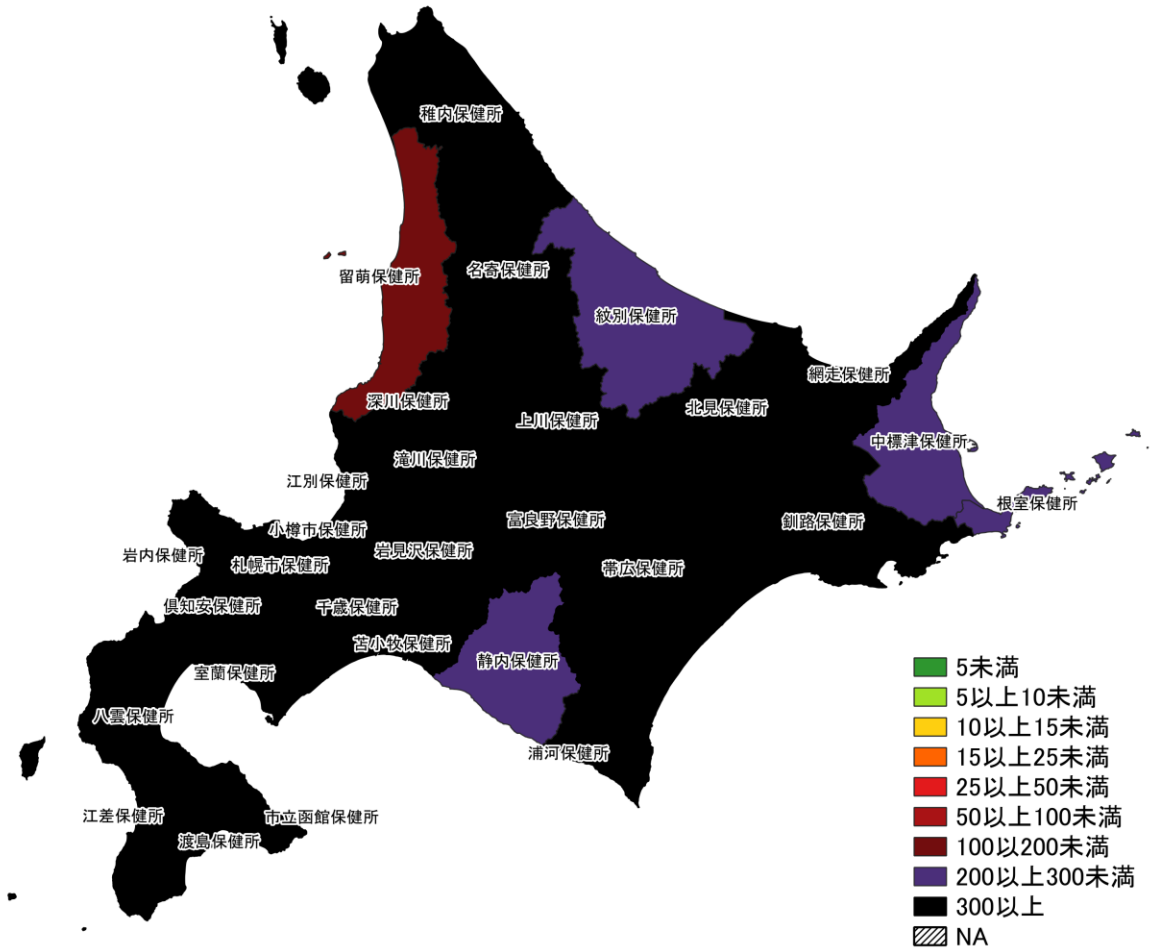 稚内保健所
留萌保健所
名寄保健所
紋別保健所
網走保健所
深川保健所
上川保健所
北見保健所
中標津保健所
滝川保健所
江別保健所
根室保健所
小樽市保健所
富良野保健所
釧路保健所
岩内保健所
札幌市保健所
岩見沢保健所
帯広保健所
倶知安保健所
千歳保健所
苫小牧保健所
静内保健所
室蘭保健所
八雲保健所
浦河保健所
江差保健所
市立函館保健所
渡島保健所
5未満
5以上10未満
10以上15未満
15以上25未満
25以上50未満
50以上100未満
100以200未満
200以上300未満
300以上
NA